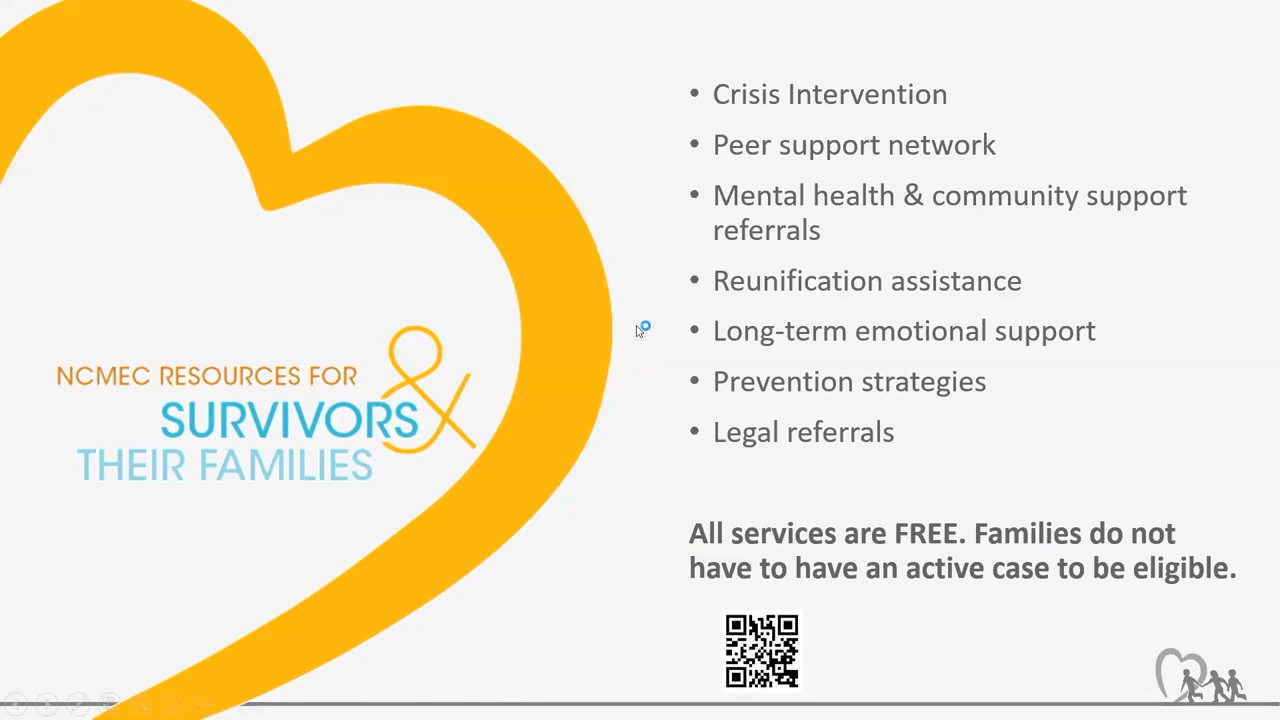 NCMEC RESOURCES FOR
SURVIVORS &
THEIR FAMILIES
• Crisis Intervention
• Peer support network
• Mental health & community support
referrals
• Reunification assistance
• Long-term emotional support
• Prevention strategies
• Legal referrals
All services are FREE. Families do not
have to have an active case to be eligible.